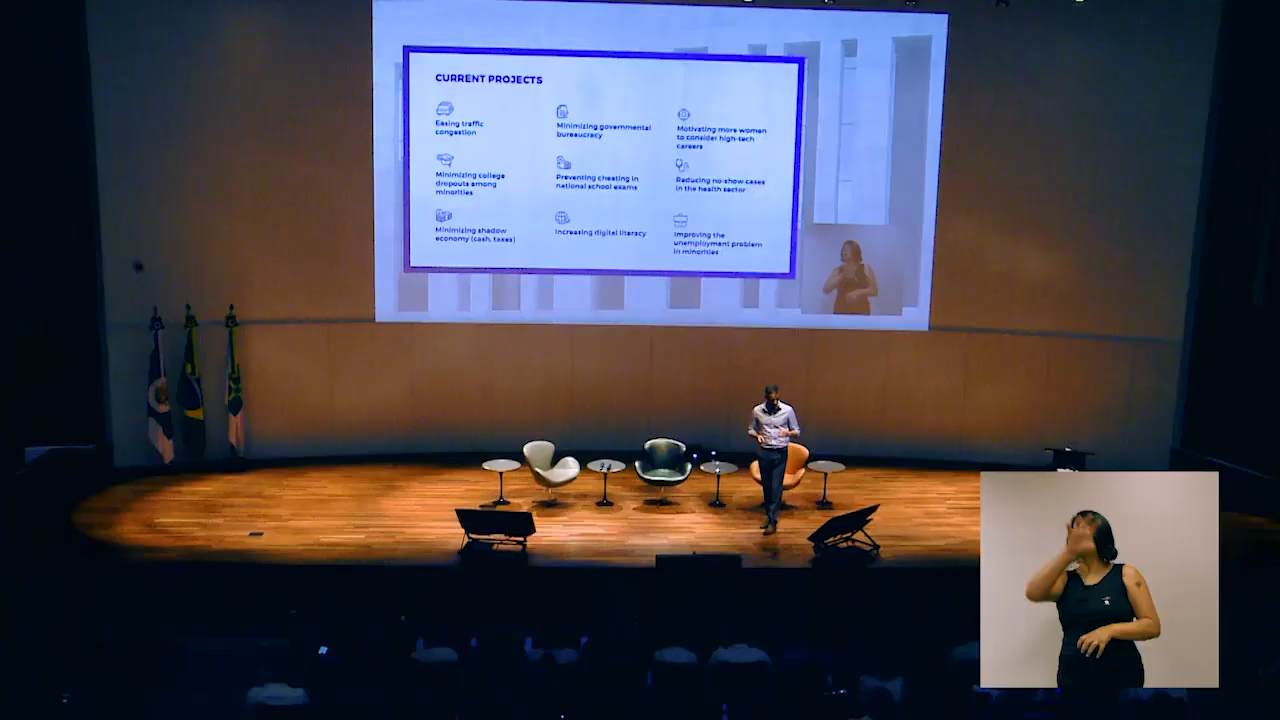 CURRENT PROJECTS
Easing traffic
congestion
Minimizing governmental
bureaucracy
Motivating more women
to consider high-tech
careers
Minimizing college
dropouts among
minorities
Preventing cheating in
national school exams
Reducing no-show cases
in the health sector
Minimizing shadow
economy (cash, taxes)
Increasing digital literacy
Improving the
unemployment problem
in minorities